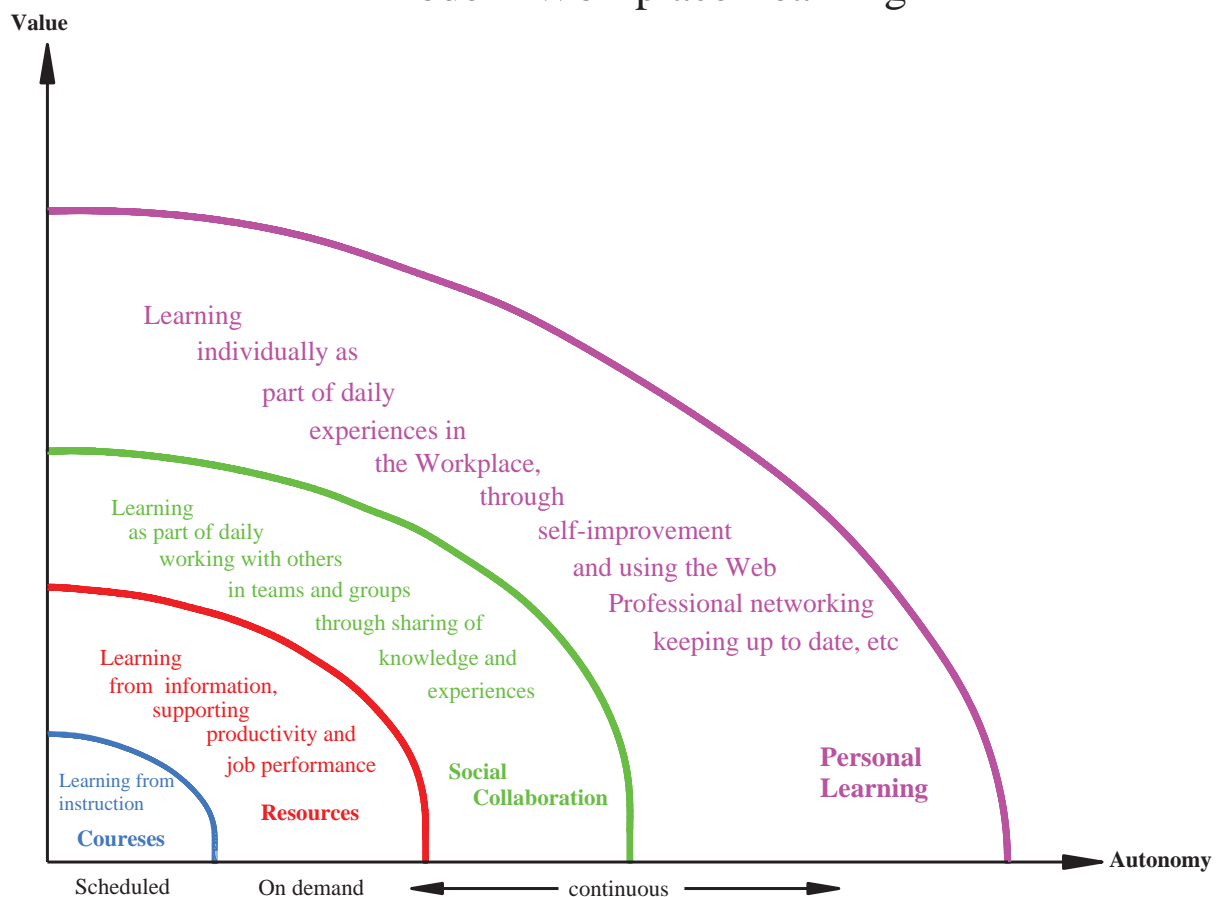 Workplace Learning
Value
Learning
individually as
part of daily
experiences in
the Workplace,
through
self-improvement
and using the Web
Professional networking
keeping up to date, etc
Personal
Learning
Learning
as part of daily
working with others
in teams and groups
through sharing of
knowledge and
experiences
Social
Collaboration
Learning
from information,
supporting
productivity and
job performance
Resources
Learning from
instruction
Coureses
Autonomy
Scheduled
On demand
continuous